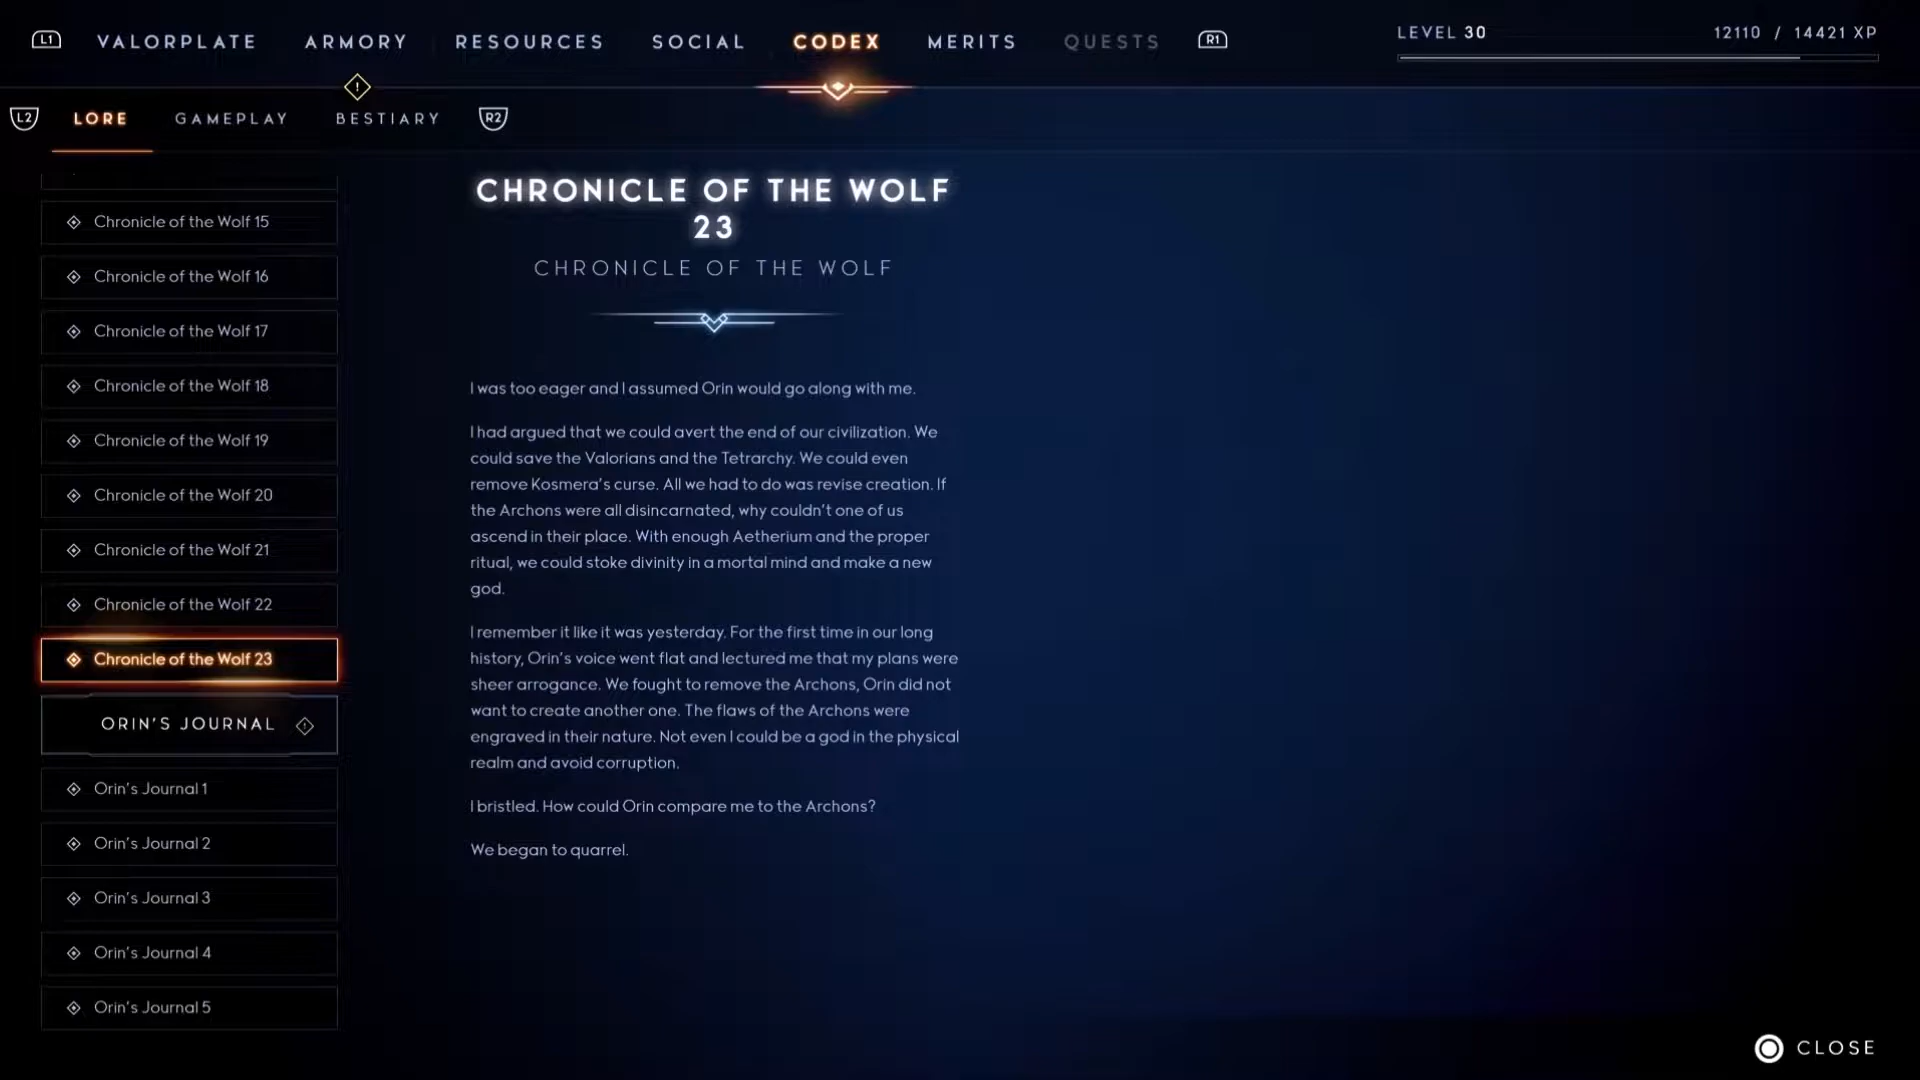 L1 VALORPLATE ARMORY RESOURCES SOCIAL CODEX MERITS QUESTS R1
LEVEL 30 12110 / 14421 XP
L2 LORE GAMEPLAY BESTIARY R2
Chronicle of the Wolf 15
Chronicle of the Wolf 16
Chronicle of the Wolf 17
Chronicle of the Wolf 18
Chronicle of the Wolf 19
Chronicle of the Wolf 20
Chronicle of the Wolf 21
Chronicle of the Wolf 22
Chronicle of the Wolf 23
ORIN'S JOURNAL
Orin's Journal 1
Orin's Journal 2
Orin's Journal 3
Orin's Journal 4
Orin's Journal 5
CHRONICLE OF THE WOLF
23
CHRONICLE OF THE WOLF
I was too eager and I assumed Orin would go along with me.
I had argued that we could avert the end of our civilization. We
could save the Valorians and the Tetrarchy. We could even
remove Kosmera's curse. All we had to do was revise creation. If
the Archons were all disincarnated, why couldn't one of us
ascend in their place. With enough Aetherium and the proper
ritual, we could stoke divinity in a mortal mind and make a new
god.
I remember it like it was yesterday. For the first time in our long
history, Orin's voice went flat and lectured me that my plans were
sheer arrogance. We fought to remove the Archons, Orin did not
want to create another one. The flaws of the Archons were
engraved in their nature. Not even I could be a god in the physical
realm and avoid corruption.
I bristled. How could Orin compare me to the Archons?
We began to quarrel.
CLOSE